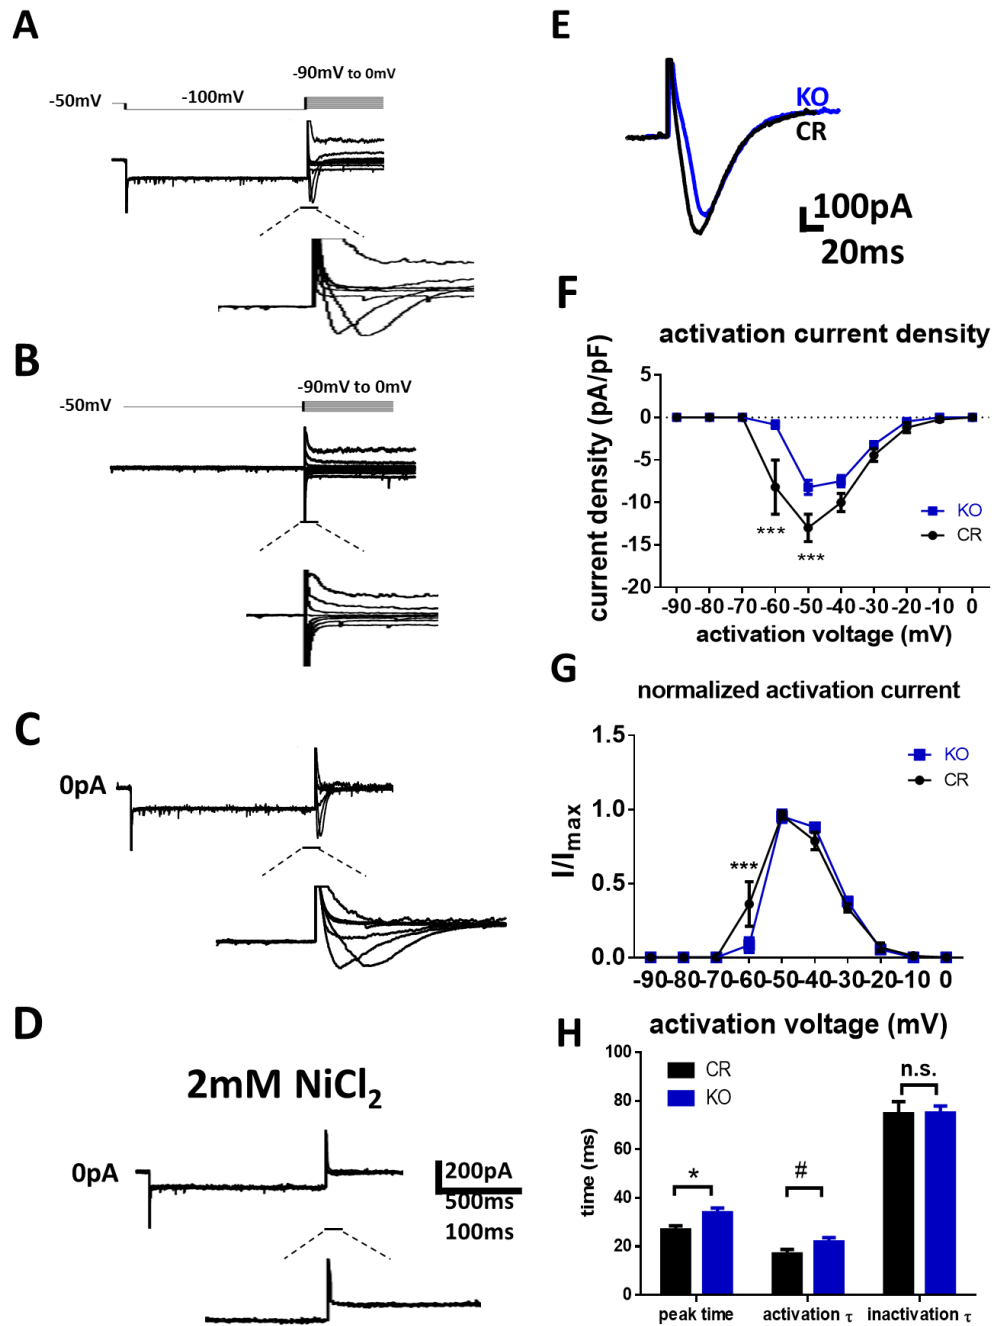 A
-90mV to 0mV
-50mV
-100mV
B
-90mV to 0mV
-50mV
C
0pA
D
2mM NiCl2
0pA
200pA
500ms
100ms
E
KO
CR
100pA
20ms
F
activation current density
current density (pA/pF)
5
0
-5
-10
-15
-20
KO
CR
***
***
-90 -80 -70 -60 -50 -40 -30 -20 -10 0
activation voltage (mV)
G
normalized activation current
I/Imax
1.5
1.0
0.5
0.0
KO
CR
***
-90 -80 -70 -60 -50 -40 -30 -20 -10 0
activation voltage (mV)
H
time (ms)
100
80
60
40
20
0
CR
KO
*
#
n.s.
peak time
activation τ
inactivation τ